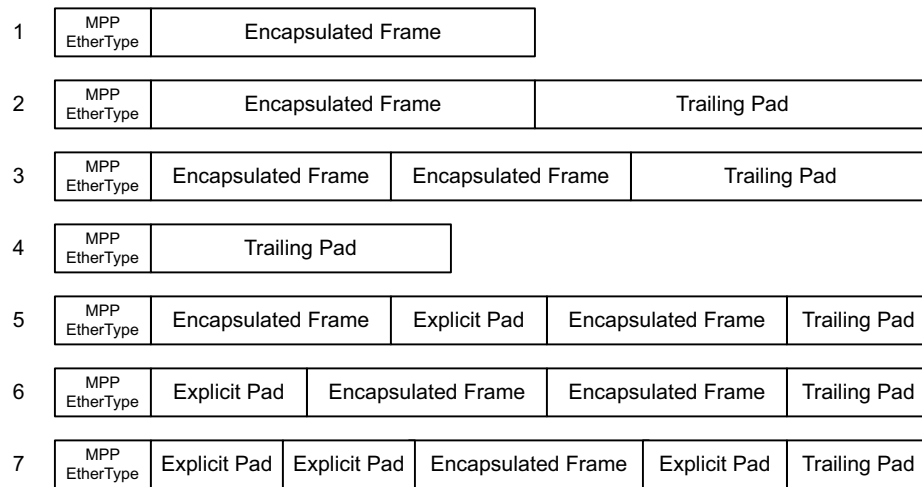 1 MPP EtherType Encapsulated Frame
2 MPP EtherType Encapsulated Frame Trailing Pad
3 MPP EtherType Encapsulated Frame Encapsulated Frame Trailing Pad
4 MPP EtherType Trailing Pad
5 MPP EtherType Encapsulated Frame Explicit Pad Encapsulated Frame Trailing Pad
6 MPP EtherType Explicit Pad Encapsulated Frame Encapsulated Frame Trailing Pad
7 MPP EtherType Explicit Pad Explicit Pad Encapsulated Frame Explicit Pad Trailing Pad